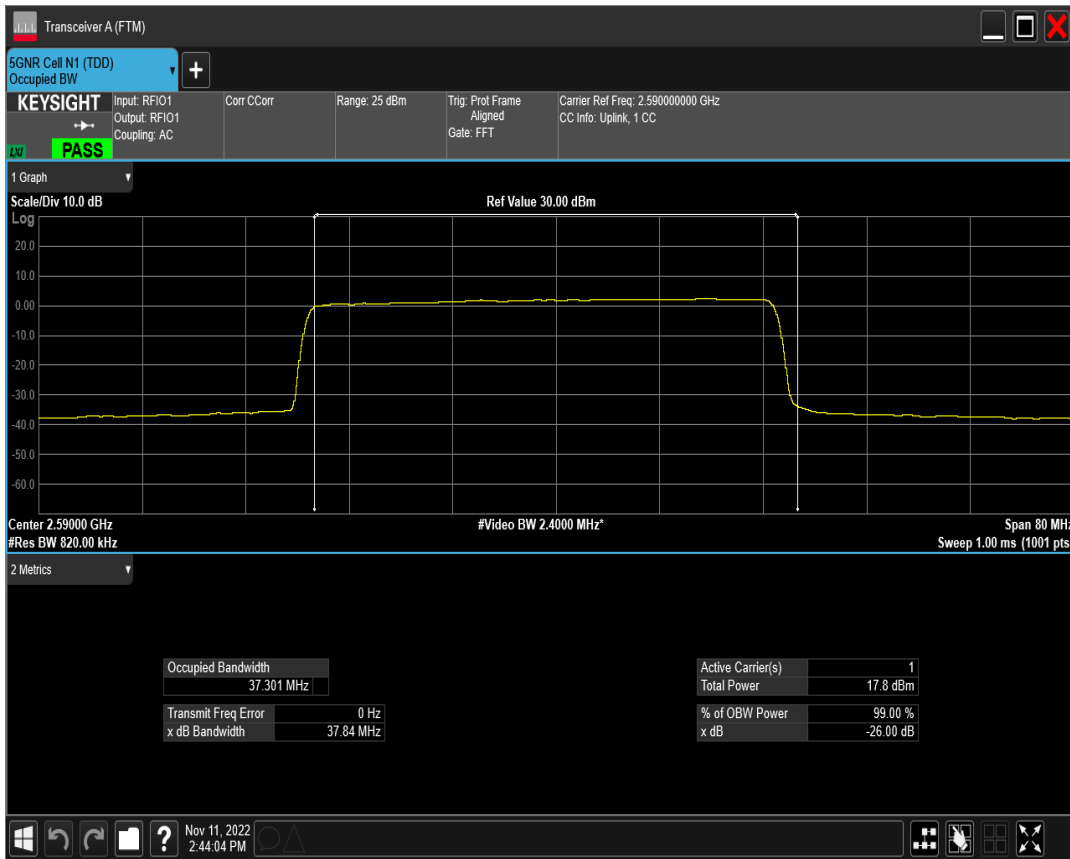 Transceiver A (FTM)
5GNR Cell N1 (TDD)
Occupied BW
+
KEYSIGHT
LXI
PASS
Input: RFIO1
Output: RFIO1
Coupling: AC
Corr CCorr
Range: 25 dBm
Trig: Prot Frame
Aligned
Gate: FFT
Carrier Ref Freq: 2.590000000 GHz
CC Info: Uplink, 1 CC
1 Graph
Scale/Div 10.0 dB
Ref Value 30.00 dBm
Log
20.0
10.0
0.00
-10.0
-20.0
-30.0
-40.0
-50.0
-60.0
Center 2.59000 GHz
#Video BW 2.4000 MHz*
Span 80 MHz
#Res BW 820.00 kHz
Sweep 1.00 ms (1001 pts
2 Metrics
Occupied Bandwidth
37.301 MHz
Transmit Freq Error 0 Hz
x dB Bandwidth 37.84 MHz
Active Carrier(s) 1
Total Power 17.8 dBm
% of OBW Power 99.00 %
x dB -26.00 dB
?
Nov 11, 2022
2:44:04 PM